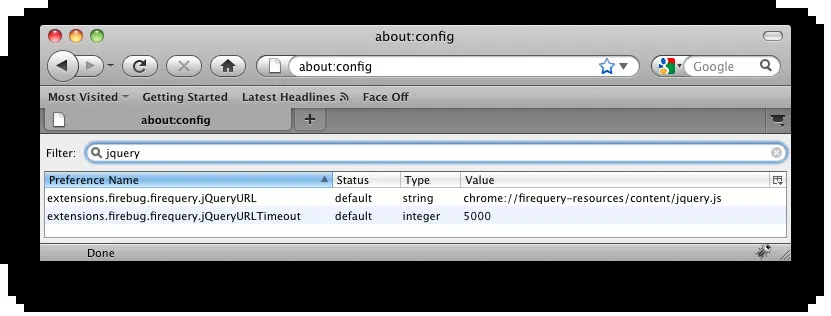 about:config
about:config Google
Most Visited Getting Started Latest Headlines Face Off
about:config +
Filter: jquery
Preference Name Status Type Value
extensions.firebug.firequery.jQueryURL default string chrome://firequery-resources/content/jquery.js
extensions.firebug.firequery.jQueryURLTimeout default integer 5000
Done